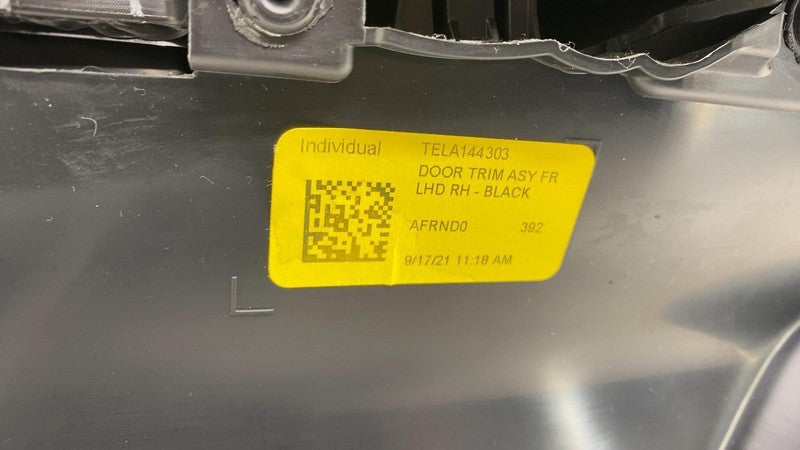 Individual TELA144303
DOOR TRIM ASY FR
LHD RH - BLACK
AFRND0 392
9/17/21 11:18 AM